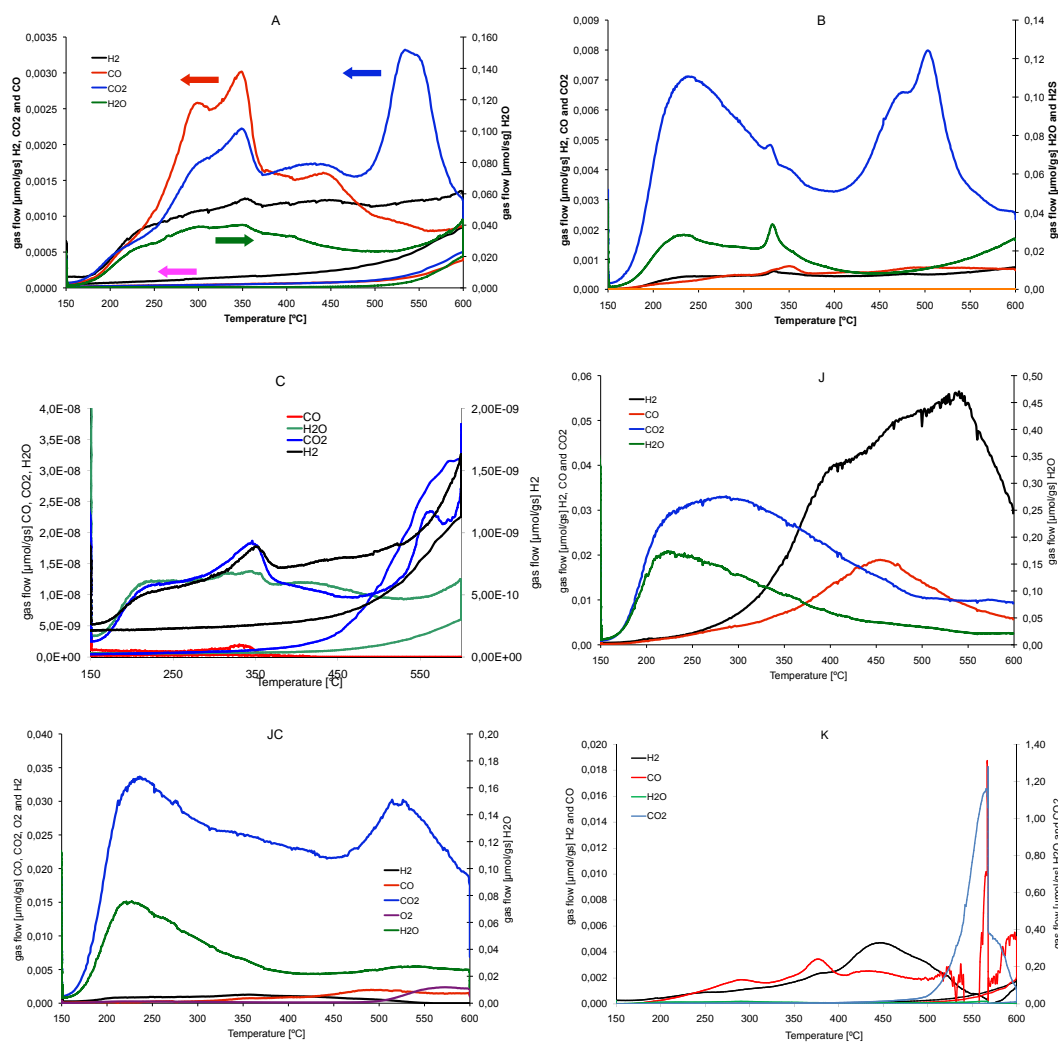 A
gas flow [µmol/gs] H2, CO2 and CO
0,0035
0,0030
0,0025
0,0020
0,0015
0,0010
0,0005
0,0000
H2
CO
CO2
H2O
0,160
0,140
0,120
0,100
0,080
0,060
0,040
0,020
0,000
gas flow [µmol/sg] H2O
150 200 250 300 350 400 450 500 550 600
Temperature [ºC]
B
gas flow [µmol/gs] H2, CO and CO2
0,009
0,008
0,007
0,006
0,005
0,004
0,003
0,002
0,001
0,000
0,14
0,12
0,10
0,08
0,06
0,04
0,02
0,00
gas flow [µmol/gs] H2O and H2S
150 200 250 300 350 400 450 500 550 600
Temperature [ºC]
C
gas flow [µmol/gs] CO, CO2, H2O
4,0E-08
3,5E-08
3,0E-08
2,5E-08
2,0E-08
1,5E-08
1,0E-08
5,0E-09
0,0E+00
CO
H2O
CO2
H2
2,00E-09
1,50E-09
1,00E-09
5,00E-10
0,00E+00
gas flow [µmol/gs] H2
150 250 350 450 550
Temperature [ºC]
J
gas flow [µmol/gs] H2, CO and CO2
0,06
0,05
0,04
0,03
0,02
0,01
0,00
H2
CO
CO2
H2O
0,50
0,45
0,40
0,35
0,30
0,25
0,20
0,15
0,10
0,05
0,00
gas flow [µmol/gs] H2O
150 200 250 300 350 400 450 500 550 600
Temperature [ºC]
JC
gas flow [µmol/gs] CO, CO2, O2 and H2
0,040
0,035
0,030
0,025
0,020
0,015
0,010
0,005
0,000
H2
CO
CO2
O2
H2O
0,20
0,18
0,16
0,14
0,12
0,10
0,08
0,06
0,04
0,02
0,00
gas flow [µmol/gs] H2O
150 200 250 300 350 400 450 500 550 600
Temperature [ºC]
K
gas flow [µmol/gs] H2 and CO
0,020
0,018
0,016
0,014
0,012
0,010
0,008
0,006
0,004
0,002
0,000
H2
CO
H2O
CO2
1,40
1,20
1,00
0,80
0,60
0,40
0,20
0,00
gas flow [µmol/gs] H2O and CO2
150 200 250 300 350 400 450 500 550 600
Temperature [ºC]